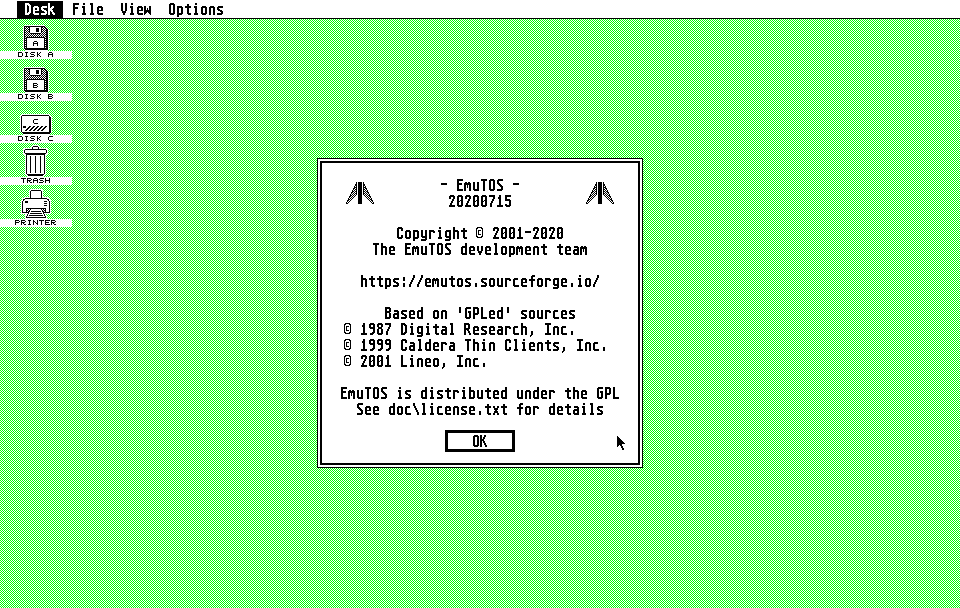 Desk File View Options
A
DISK A
B
DISK B
C
DISK C
TRASH
PRINTER
- EmuTOS -
20200715
Copyright © 2001-2020
The EmuTOS development team
https://emutos.sourceforge.io/
Based on 'GPLed' sources
© 1987 Digital Research, Inc.
© 1999 Caldera Thin Clients, Inc.
© 2001 Lineo, Inc.
EmuTOS is distributed under the GPL
See doc\license.txt for details
OK